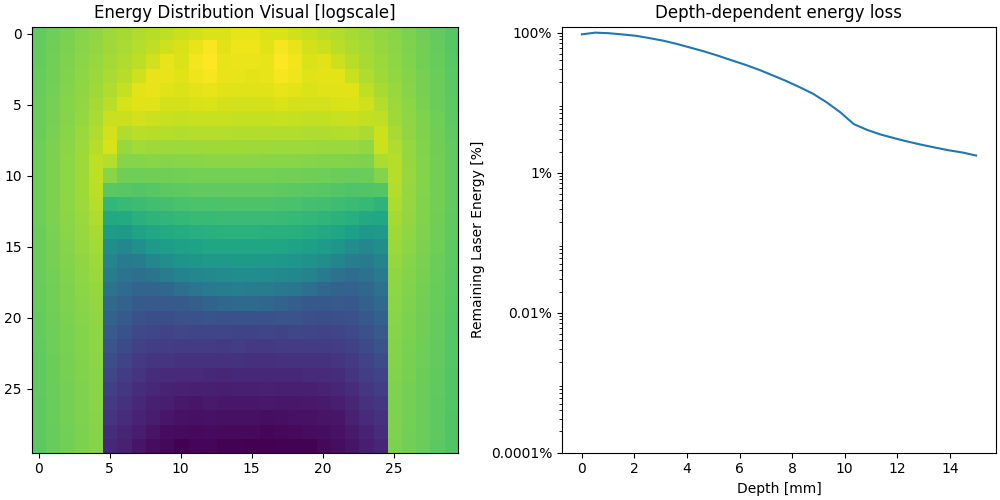 Energy Distribution Visual [logscale]
0
5
10
15
20
25
0 5 10 15 20 25
Depth-dependent energy loss
Remaining Laser Energy [%]
100%
1%
0.01%
0.0001%
0 2 4 6 8 10 12 14
Depth [mm]